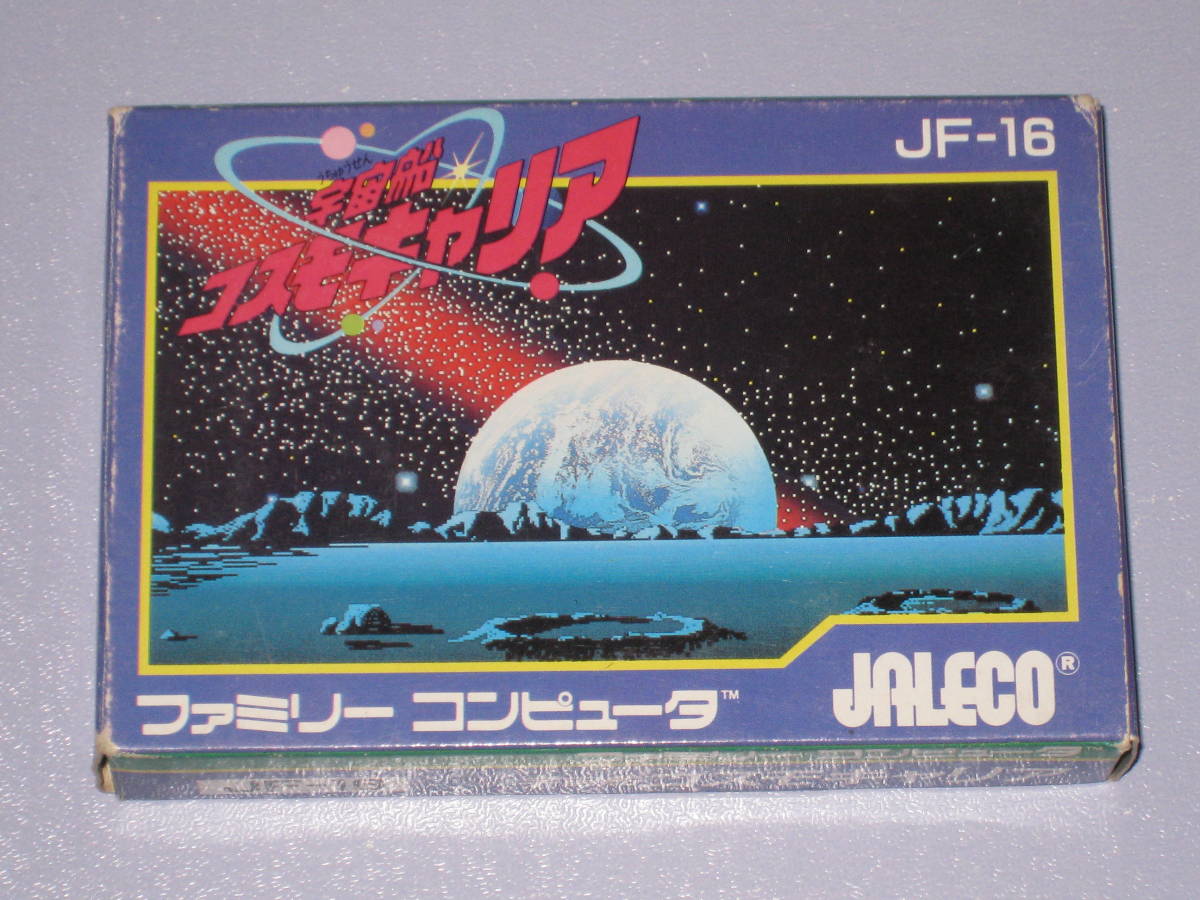 JF-16
うちゅうせん
宇宙船
コスモキャリア
ファミリー コンピュータ™
JALECO®